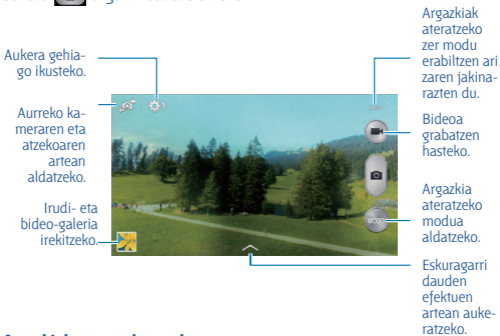 Argazkiak
ateratzeko
zer modu
erabiltzen ari
zaren jakina-
razten du.
Aukera gehia-
go ikusteko.
Aurreko ka-
meraren eta
atzekoaren
artean
aldatzeko.
Irudi- eta
bideo-galeria
irekitzeko.
Bideoa
grabatzen
hasteko.
Argazkia
ateratzeko
modua
aldatzeko.
MODE
Eskuragarri
dauden
efektuen
artean auke-
ratzeko.